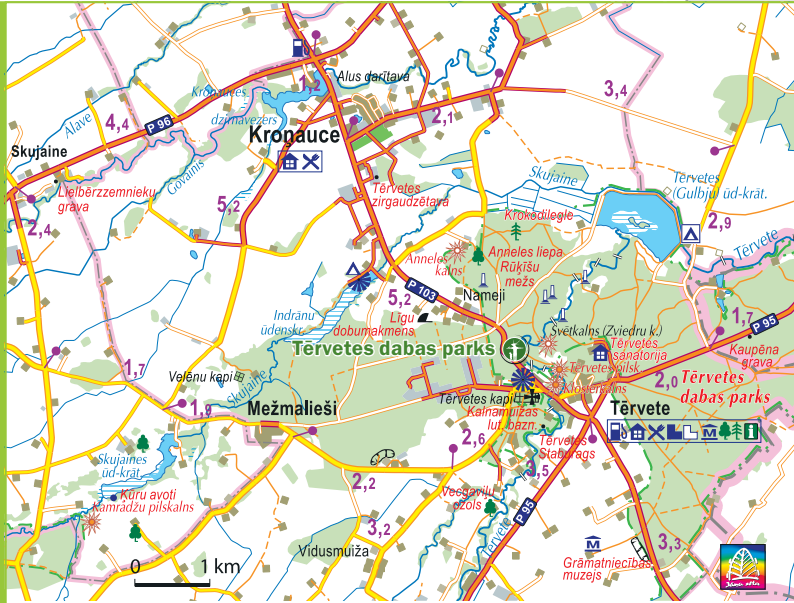 Alus darītava
1,2
3,4
Kronauces
dzirnavezers
4,4
Alave
P 96
2,1
Kronauce
Skujaine
Govainis
Skujaine
Tērvetes
(Gulbju) ūd-krāt.
Lielbērzzemnieku
grava
Tērvetes
zirgaudzētava
5,2
2,4
Krokodilegle
2,9
Tērvete
Anneles
kalns
Anneles liepa
Rūķīšu
mežs
P 103
5,2
Nameji
Indrānu
ūdenskr.
Līgu
dobumakmens
1,7
P 95
Svētkalns (Zviedru k.)
Tērvetes dabas parks
Tērvetes
sanatorija
Kaupēna
grava
Tērvetes pilsk.
1,7
Velēnu kapi
Skujaine
Klosterkalns
2,0
Tērvetes
dabas parks
1,9
Mežmalieši
Tērvetes kapi
Kalnamuižas
lut. bazn.
Tērvete
2,6
Tērvetes
Staburags
Skujaines
ūd-krāt.
3,5
2,2
Kūru avoti
Kamradžu pilskalns
Vecgaviļu
ozols
P 95
3,2
Tērvete
Vidusmuiža
3,3
Grāmatniecības
muzejs
0 1 km
Jāņa sēta